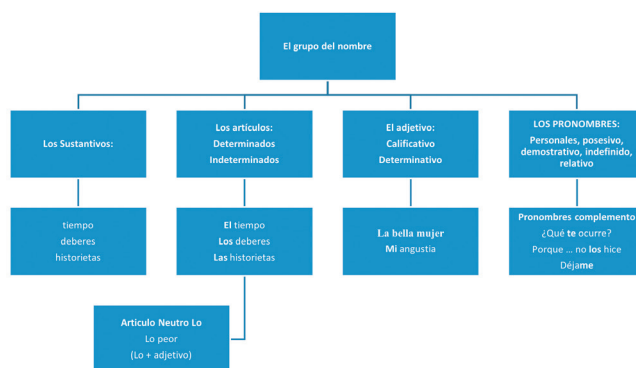 El grupo del nombre
Los Sustantivos:
Los artículos:
Determinados
Indeterminados
El adjetivo:
Calificativo
Determinativo
LOS PRONOMBRES:
Personales, posesivo,
demostrativo, indefinido,
relativo
tiempo
deberes
historietas
El tiempo
Los deberes
Las historietas
La bella mujer
Mi angustia
Pronombres complemento
¿Qué te ocurre?
Porque ... no los hice
Déjame
Artículo Neutro Lo
Lo peor
(Lo + adjetivo)